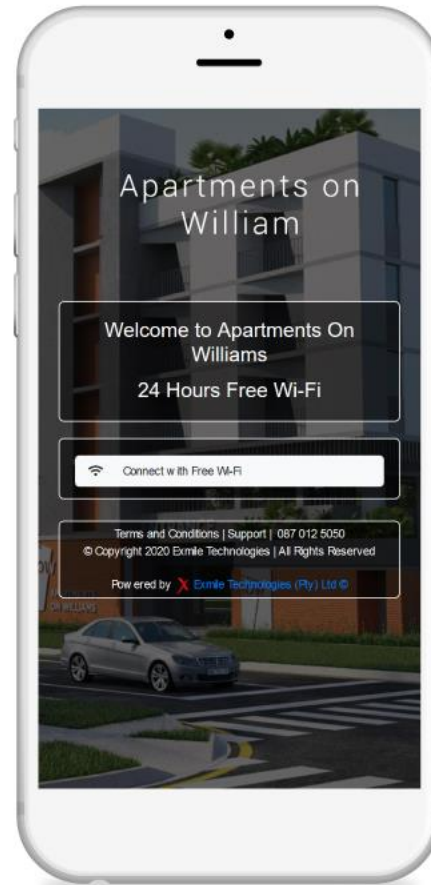 Apartments on
William
Welcome to Apartments On
Williams
24 Hours Free Wi-Fi
Connect with Free Wi-Fi
Terms and Conditions | Support | 087 012 5050
© Copyright 2020 Exmile Technologies | All Rights Reserved
Powered by X Exmile Technologies (Pty) Ltd ©
ON WILLIAMS